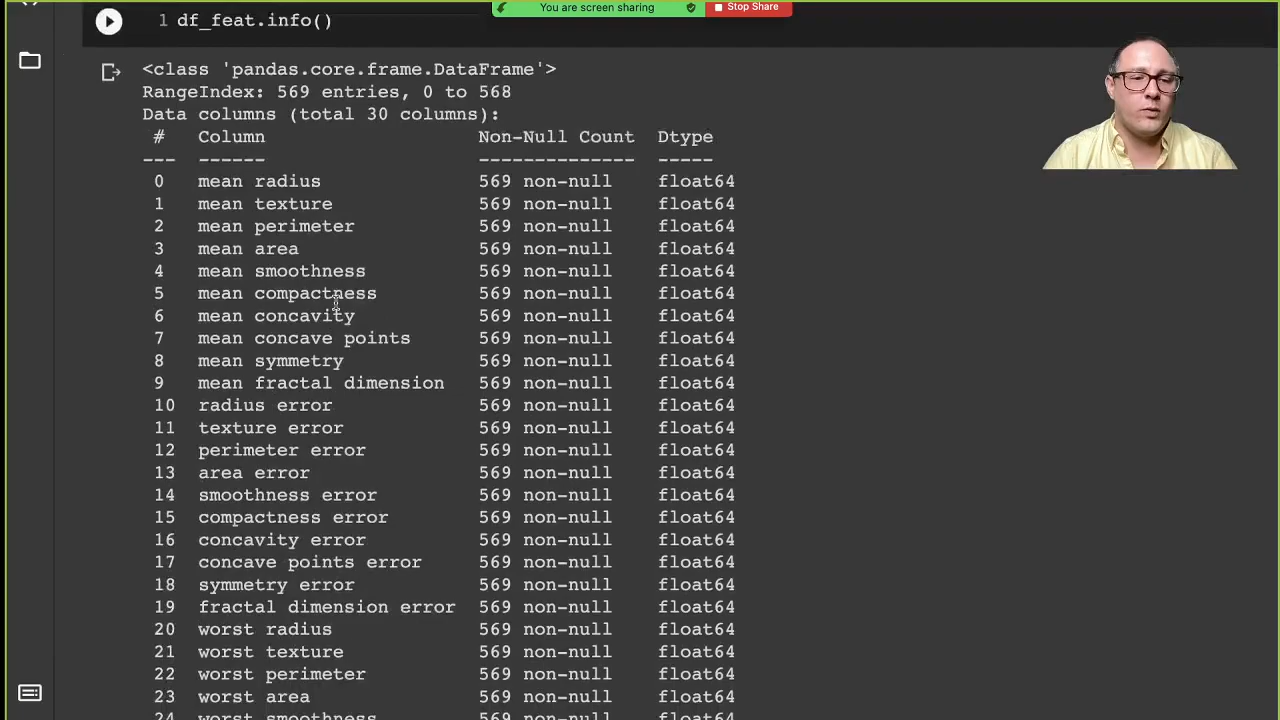 You are screen sharing Stop Share
1 df_feat.info()
<class 'pandas.core.frame.DataFrame'>
RangeIndex: 569 entries, 0 to 568
Data columns (total 30 columns):
# Column Non-Null Count Dtype
--- ------ -------------- -----
0 mean radius 569 non-null float64
1 mean texture 569 non-null float64
2 mean perimeter 569 non-null float64
3 mean area 569 non-null float64
4 mean smoothness 569 non-null float64
5 mean compactness 569 non-null float64
6 mean concavity 569 non-null float64
7 mean concave points 569 non-null float64
8 mean symmetry 569 non-null float64
9 mean fractal dimension 569 non-null float64
10 radius error 569 non-null float64
11 texture error 569 non-null float64
12 perimeter error 569 non-null float64
13 area error 569 non-null float64
14 smoothness error 569 non-null float64
15 compactness error 569 non-null float64
16 concavity error 569 non-null float64
17 concave points error 569 non-null float64
18 symmetry error 569 non-null float64
19 fractal dimension error 569 non-null float64
20 worst radius 569 non-null float64
21 worst texture 569 non-null float64
22 worst perimeter 569 non-null float64
23 worst area 569 non-null float64
24 worst smoothness 569 non-null float64